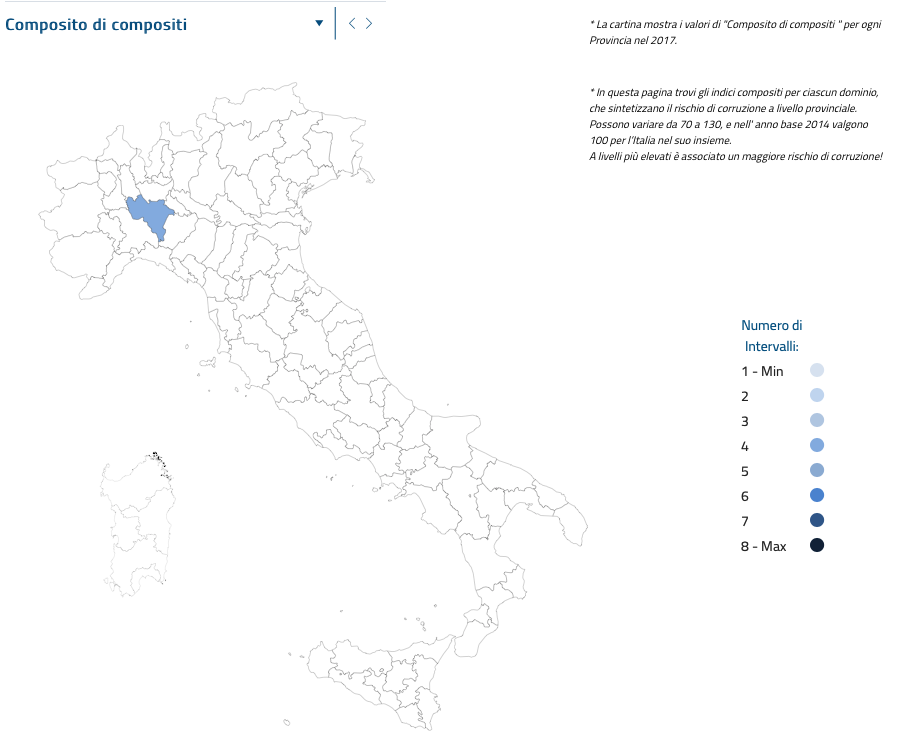 Composito di compositi
* La cartina mostra i valori di "Composito di compositi " per ogni
Provincia nel 2017.
* In questa pagina trovi gli indici compositi per ciascun dominio,
che sintetizzano il rischio di corruzione a livello provinciale.
Possono variare da 70 a 130, e nell' anno base 2014 valgono
100 per l'Italia nel suo insieme.
A livelli più elevati è associato un maggiore rischio di corruzione!
Numero di
Intervalli:
1 - Min
2
3
4
5
6
7
8 - Max